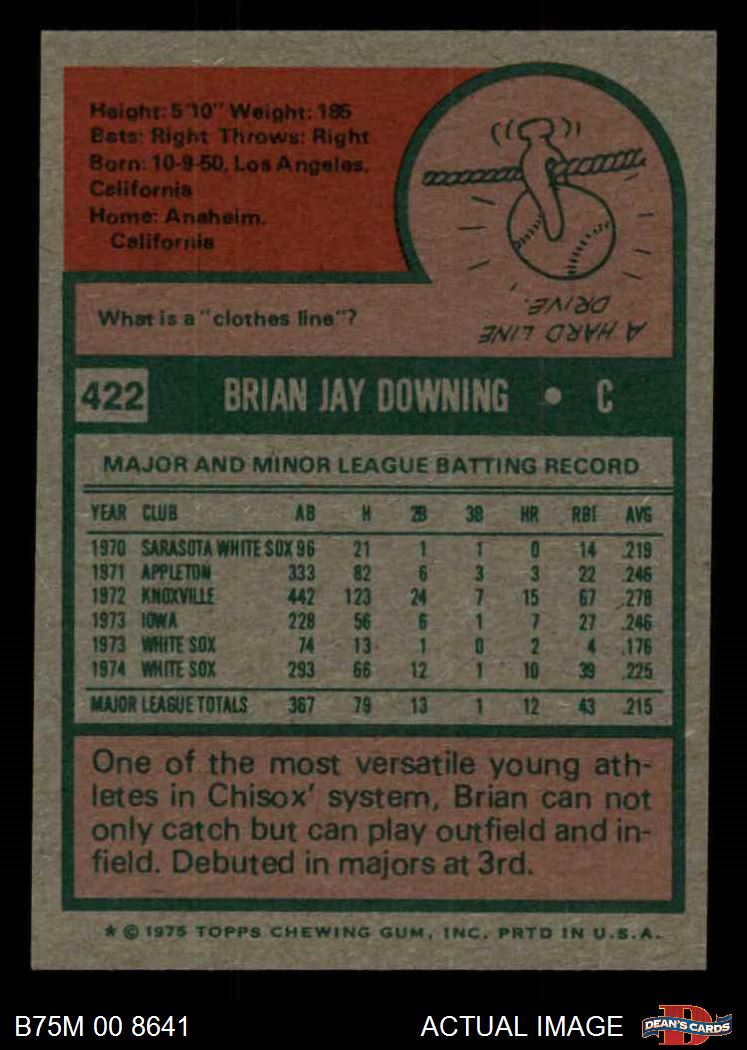 Height: 5'10" Weight: 185
Bats: Right Throws: Right
Born: 10-9-50, Los Angeles,
California
Home: Anaheim,
California
What is a "clothes line"?
A HARD LINE
DRIVE.
422 BRIAN JAY DOWNING • C
MAJOR AND MINOR LEAGUE BATTING RECORD
YEAR CLUB AB H 2B 3B HR RBI AVG
1970 SARASOTA WHITE SOX 96 21 1 1 0 14 .219
1971 APPLETON 333 82 6 3 3 22 .246
1972 KNOXVILLE 442 123 24 7 15 67 .278
1973 IOWA 228 56 6 1 7 27 .246
1973 WHITE SOX 74 13 1 0 2 4 .176
1974 WHITE SOX 293 66 12 1 10 39 .225
MAJOR LEAGUE TOTALS 367 79 13 1 12 43 .215
One of the most versatile young ath-
letes in Chisox' system, Brian can not
only catch but can play outfield and in-
field. Debuted in majors at 3rd.
* © 1975 TOPPS CHEWING GUM, INC. PRTD IN U.S.A.
B75M 00 8641 ACTUAL IMAGE DEAN'S CARDS